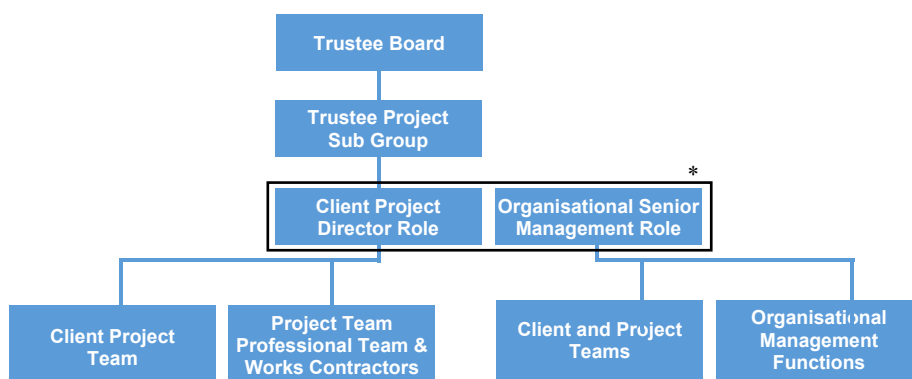 Trustee Board
Trustee Project
Sub Group
*
Client Project
Director Role
Organisational Senior
Management Role
Client Project
Team
Project Team
Professional Team &
Works Contractors
Client and Project
Teams
Organisational
Management
Functions